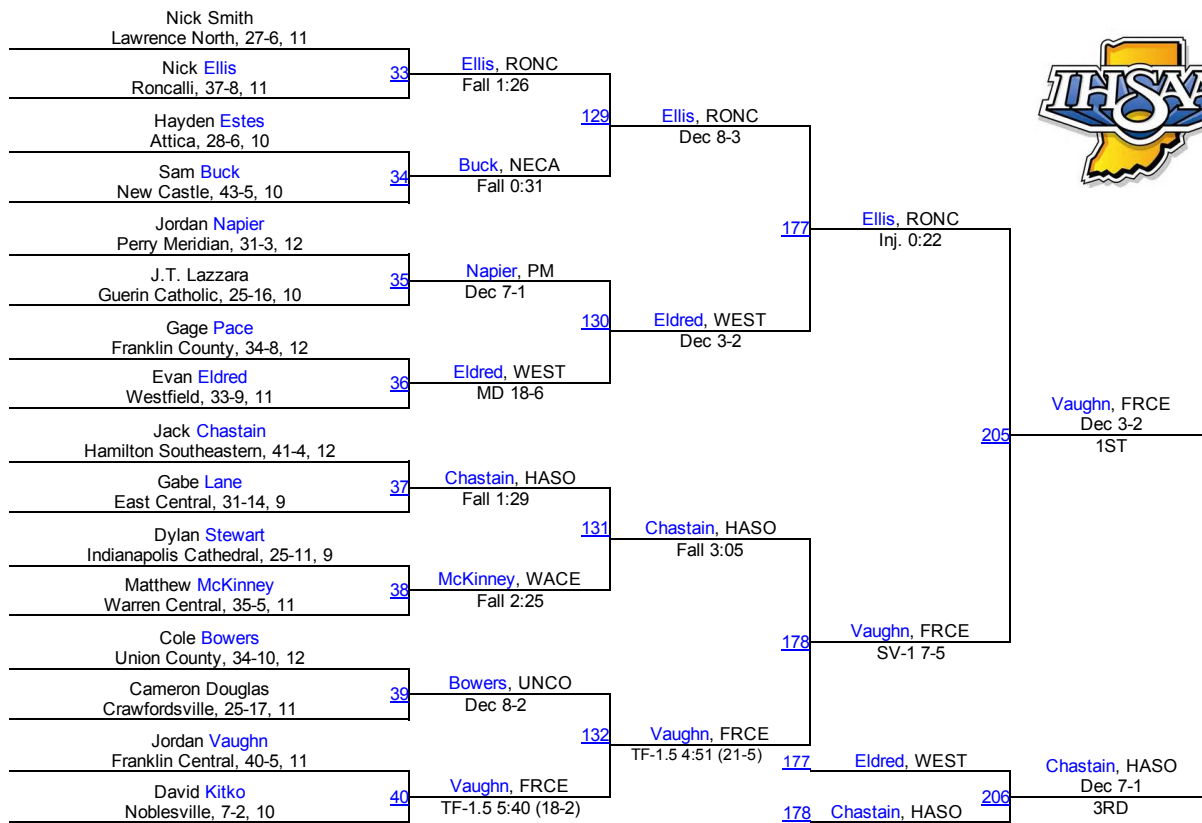 Nick Smith
Lawrence North, 27-6, 11
Nick Ellis
Roncalli, 37-8, 11
33
Ellis, RONC
Fall 1:26
Hayden Estes
Attica, 28-6, 10
Sam Buck
New Castle, 43-5, 10
34
Buck, NECA
Fall 0:31
129
Ellis, RONC
Dec 8-3
Jordan Napier
Perry Meridian, 31-3, 12
J.T. Lazzara
Guerin Catholic, 25-16, 10
35
Napier, PM
Dec 7-1
Gage Pace
Franklin County, 34-8, 12
Evan Eldred
Westfield, 33-9, 11
36
Eldred, WEST
MD 18-6
130
Eldred, WEST
Dec 3-2
177
Ellis, RONC
Inj. 0:22
Jack Chastain
Hamilton Southeastern, 41-4, 12
Gabe Lane
East Central, 31-14, 9
37
Chastain, HASO
Fall 1:29
Dylan Stewart
Indianapolis Cathedral, 25-11, 9
Matthew McKinney
Warren Central, 35-5, 11
38
McKinney, WACE
Fall 2:25
131
Chastain, HASO
Fall 3:05
Cole Bowers
Union County, 34-10, 12
Cameron Douglas
Crawfordsville, 25-17, 11
39
Bowers, UNCO
Dec 8-2
Jordan Vaughn
Franklin Central, 40-5, 11
David Kitko
Noblesville, 7-2, 10
40
Vaughn, FRCE
TF-1.5 5:40 (18-2)
132
Vaughn, FRCE
TF-1.5 4:51 (21-5)
178
Vaughn, FRCE
SV-1 7-5
205
Vaughn, FRCE
Dec 3-2
1ST
177
Eldred, WEST
178
Chastain, HASO
206
Chastain, HASO
Dec 7-1
3RD
IHSAA